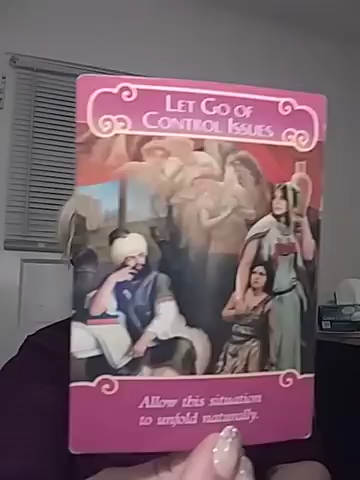 Let Go of
Control Issues
Allow this situation
to unfold naturally.